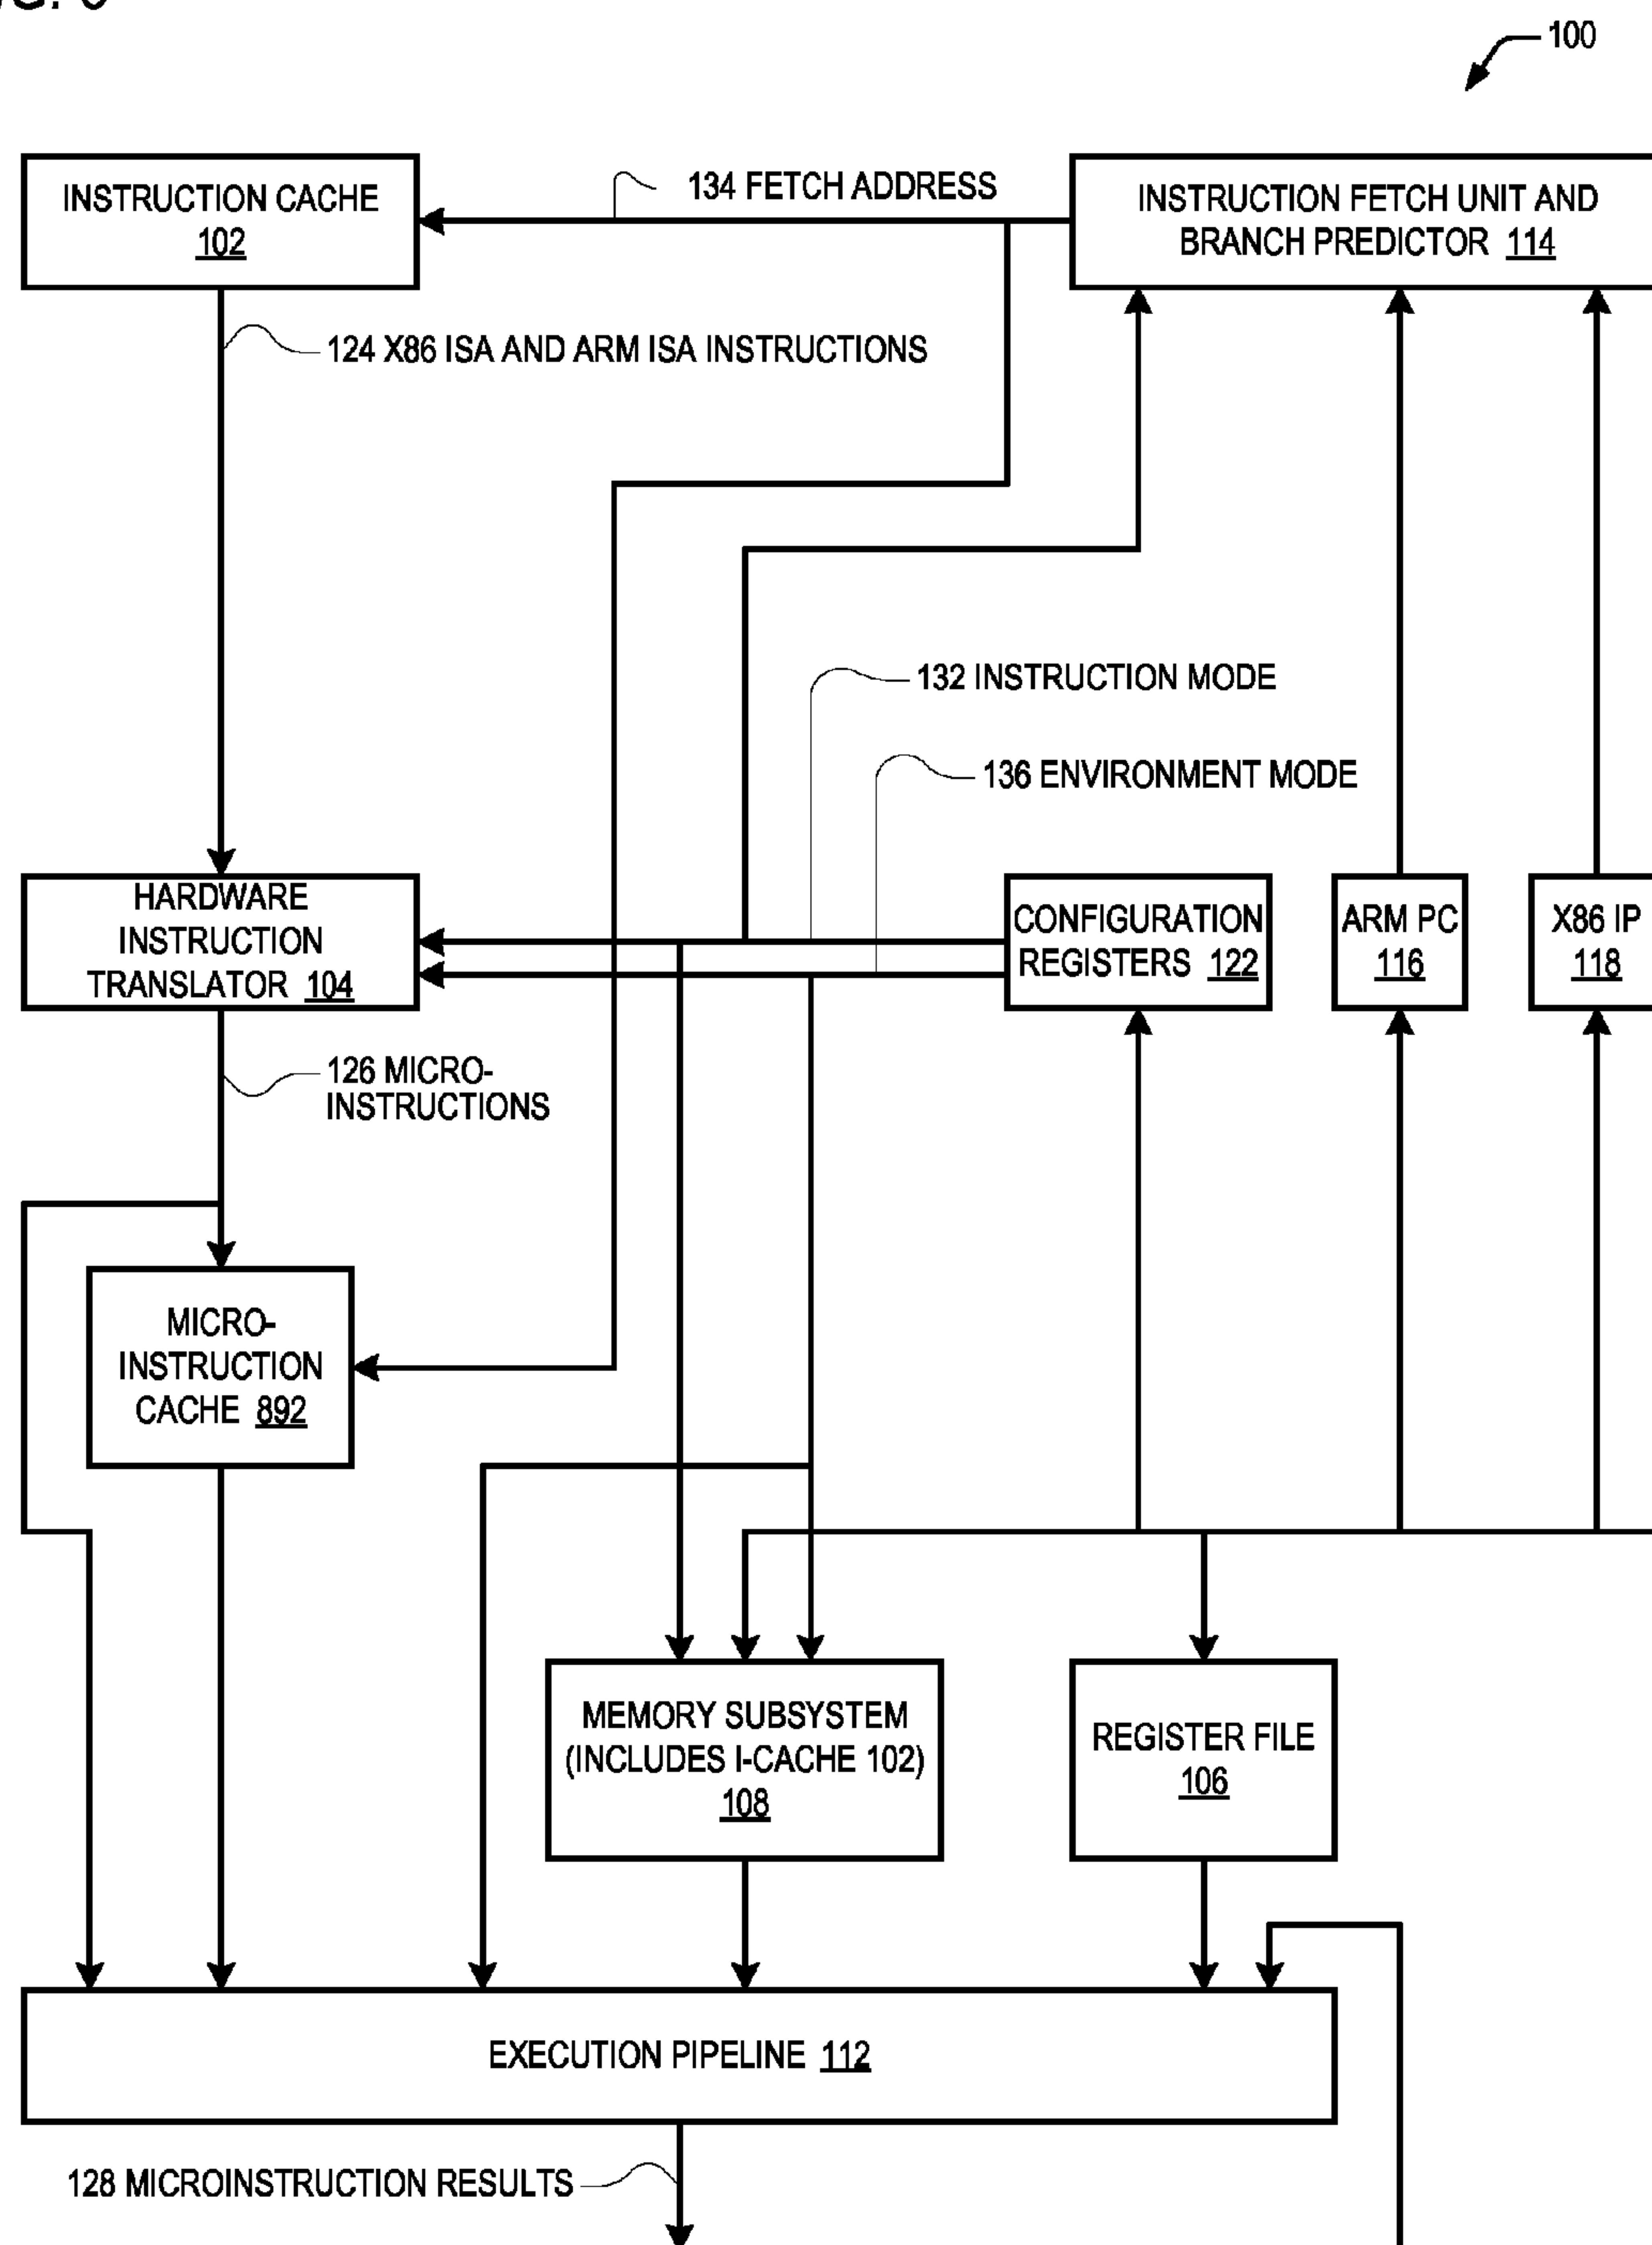 100
INSTRUCTION CACHE
102
134 FETCH ADDRESS
INSTRUCTION FETCH UNIT AND
BRANCH PREDICTOR 114
124 X86 ISA AND ARM ISA INSTRUCTIONS
132 INSTRUCTION MODE
136 ENVIRONMENT MODE
HARDWARE
INSTRUCTION
TRANSLATOR 104
CONFIGURATION
REGISTERS 122
ARM PC
116
X86 IP
118
126 MICRO-
INSTRUCTIONS
MICRO-
INSTRUCTION
CACHE 892
MEMORY SUBSYSTEM
(INCLUDES I-CACHE 102)
108
REGISTER FILE
106
EXECUTION PIPELINE 112
128 MICROINSTRUCTION RESULTS